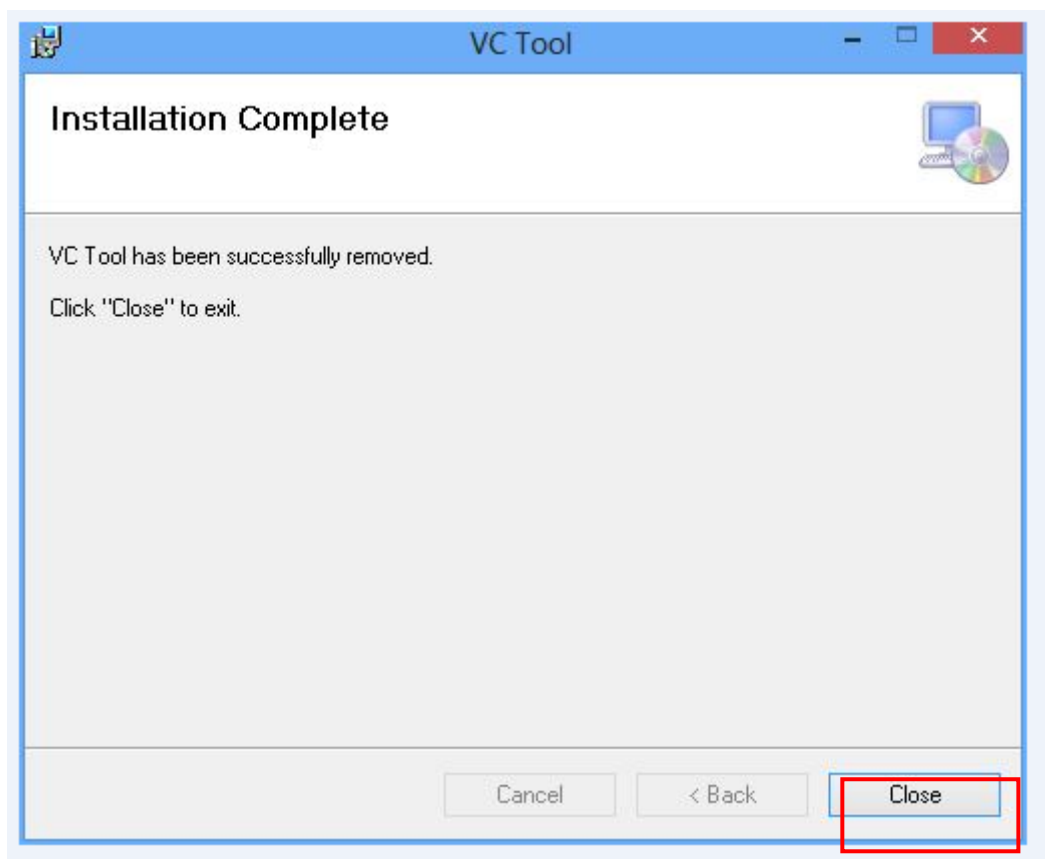 VC Tool
Installation Complete
VC Tool has been successfully removed.
Click "Close" to exit.
Cancel
< Back
Close